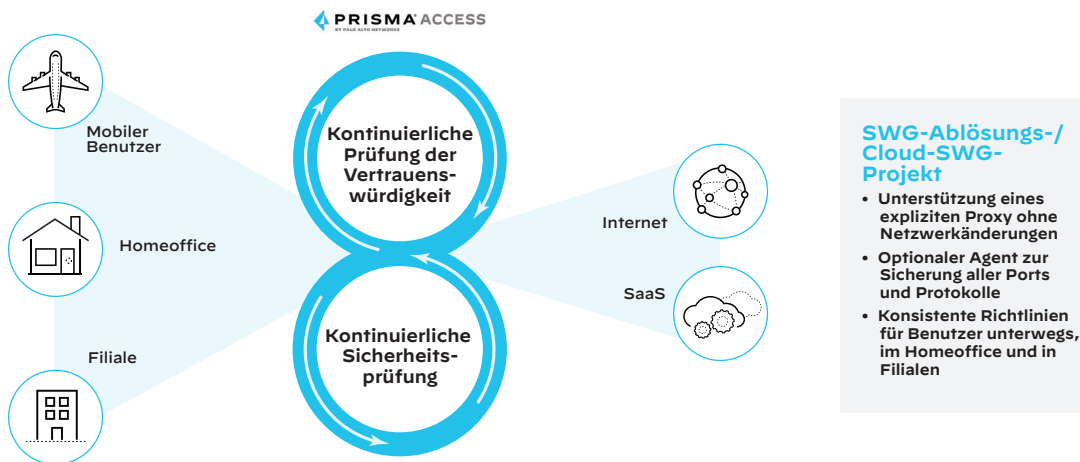 PRISMA ACCESS
BY PALO ALTO NETWORKS
Mobiler
Benutzer
Homeoffice
Filiale
Kontinuierliche
Prüfung der
Vertrauens-
würdigkeit
Kontinuierliche
Sicherheits-
prüfung
Internet
SaaS
SWG-Ablösungs-/
Cloud-SWG-
Projekt
• Unterstützung eines
expliziten Proxy ohne
Netzwerkänderungen
• Optionaler Agent zur
Sicherung aller Ports
und Protokolle
• Konsistente Richtlinien
für Benutzer unterwegs,
im Homeoffice und in
Filialen